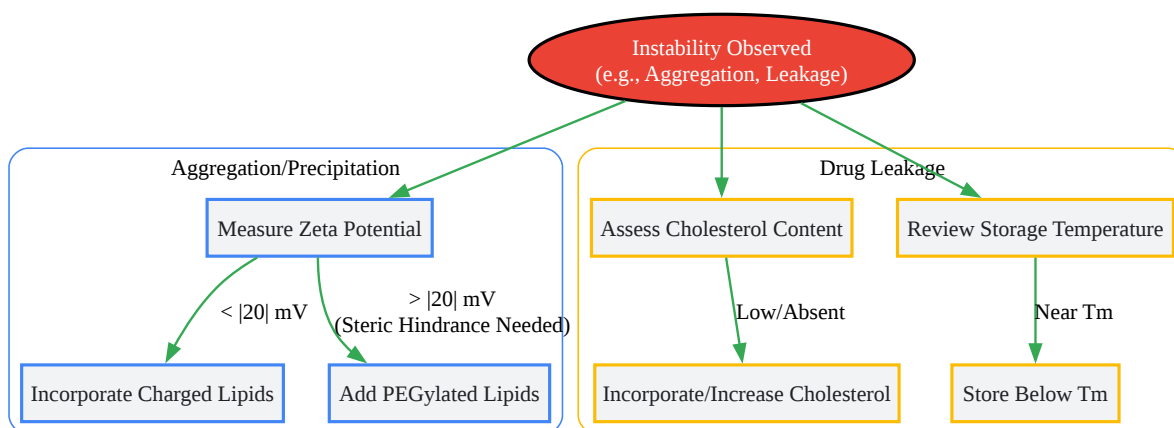 Instability Observed
(e.g., Aggregation, Leakage)
Aggregation/Precipitation
Drug Leakage
Measure Zeta Potential
Assess Cholesterol Content
Review Storage Temperature
< |20| mV
> |20| mV
(Steric Hindrance Needed)
Low/Absent
Near Tm
Incorporate Charged Lipids
Add PEGylated Lipids
Incorporate/Increase Cholesterol
Store Below Tm